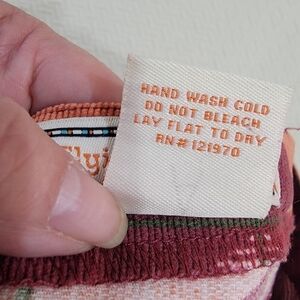 HAND WASH COLD
DO NOT BLEACH
LAY FLAT TO DRY
RN# 121970